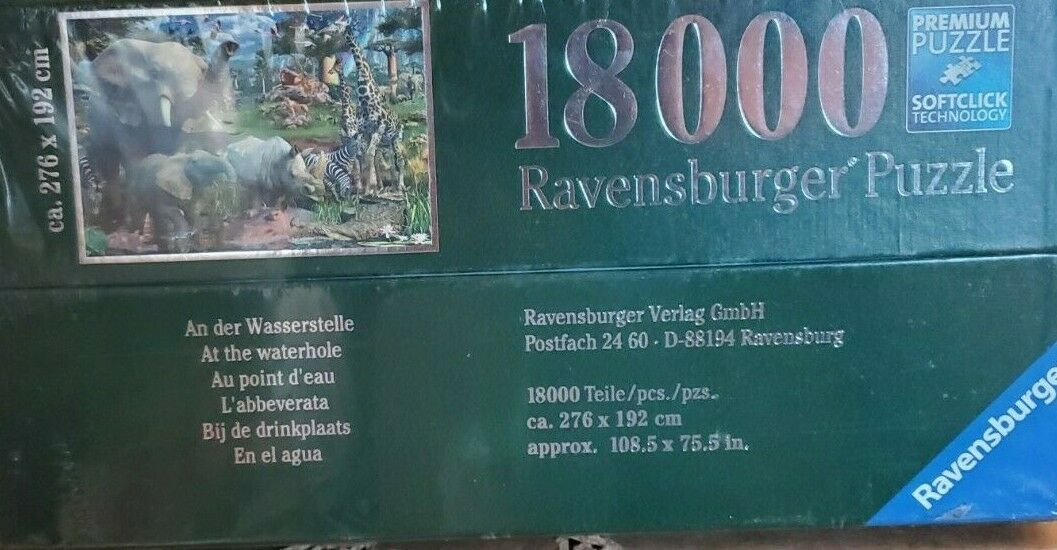 ca. 276 x 192 cm
18000
Ravensburger® Puzzle
PREMIUM
PUZZLE
SOFTCLICK
TECHNOLOGY
An der Wasserstelle
At the waterhole
Au point d'eau
L'abbeverata
Bij de drinkplaats
En el agua
Ravensburger Verlag GmbH
Postfach 24 60 · D-88194 Ravensburg
18000 Teile/pcs./pzs.
ca. 276 x 192 cm
approx. 108.5 x 75.5 in.
Ravensburge